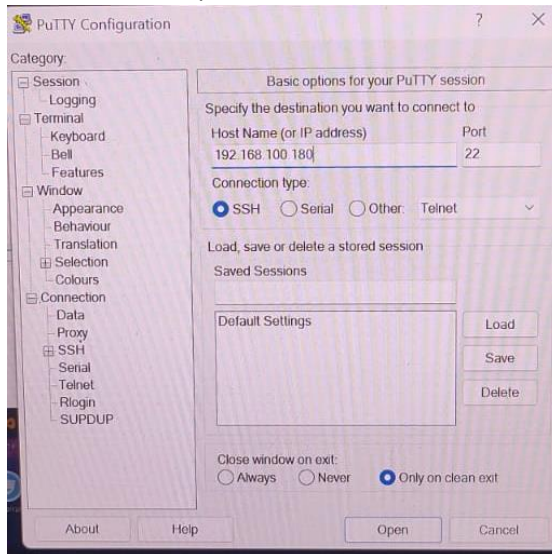 PuTTY Configuration ? X
Category:
Session
Logging
Terminal
Keyboard
Bell
Features
Window
Appearance
Behaviour
Translation
Selection
Colours
Connection
Data
Proxy
SSH
Serial
Telnet
Rlogin
SUPDUP
Basic options for your PuTTY session
Specify the destination you want to connect to
Host Name (or IP address) Port
192.168.100.180 22
Connection type:
SSH Serial Other: Telnet
Load, save or delete a stored session
Saved Sessions
Default Settings
Load
Save
Delete
Close window on exit:
Always Never Only on clean exit
About Help Open Cancel